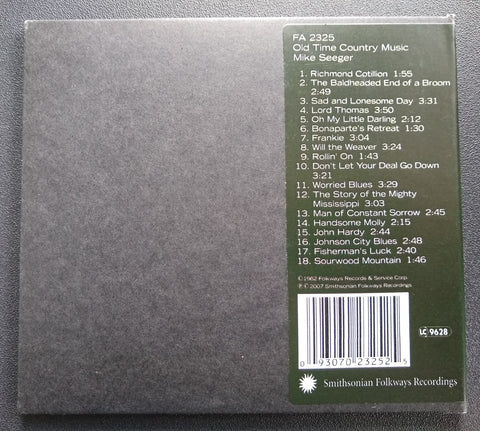 FA 2325
Old Time Country Music
Mike Seeger
1. Richmond Cotillion 1:55
2. The Baldheaded End of a Broom
2:49
3. Sad and Lonesome Day 3:31
4. Lord Thomas 3:50
5. Oh My Little Darling 2:12
6. Bonaparte's Retreat 1:30
7. Frankie 3:04
8. Will the Weaver 3:24
9. Rollin' On 1:43
10. Don't Let Your Deal Go Down
3:21
11. Worried Blues 3:29
12. The Story of the Mighty
Mississippi 3:03
13. Man of Constant Sorrow 2:45
14. Handsome Molly 2:15
15. John Hardy 2:44
16. Johnson City Blues 2:48
17. Fisherman's Luck 2:40
18. Sourwood Mountain 1:46
©1962 Folkways Records & Service Corp.
℗ © 2007 Smithsonian Folkways Recordings
LC 9628
0 93070 23252 5
Smithsonian Folkways Recordings